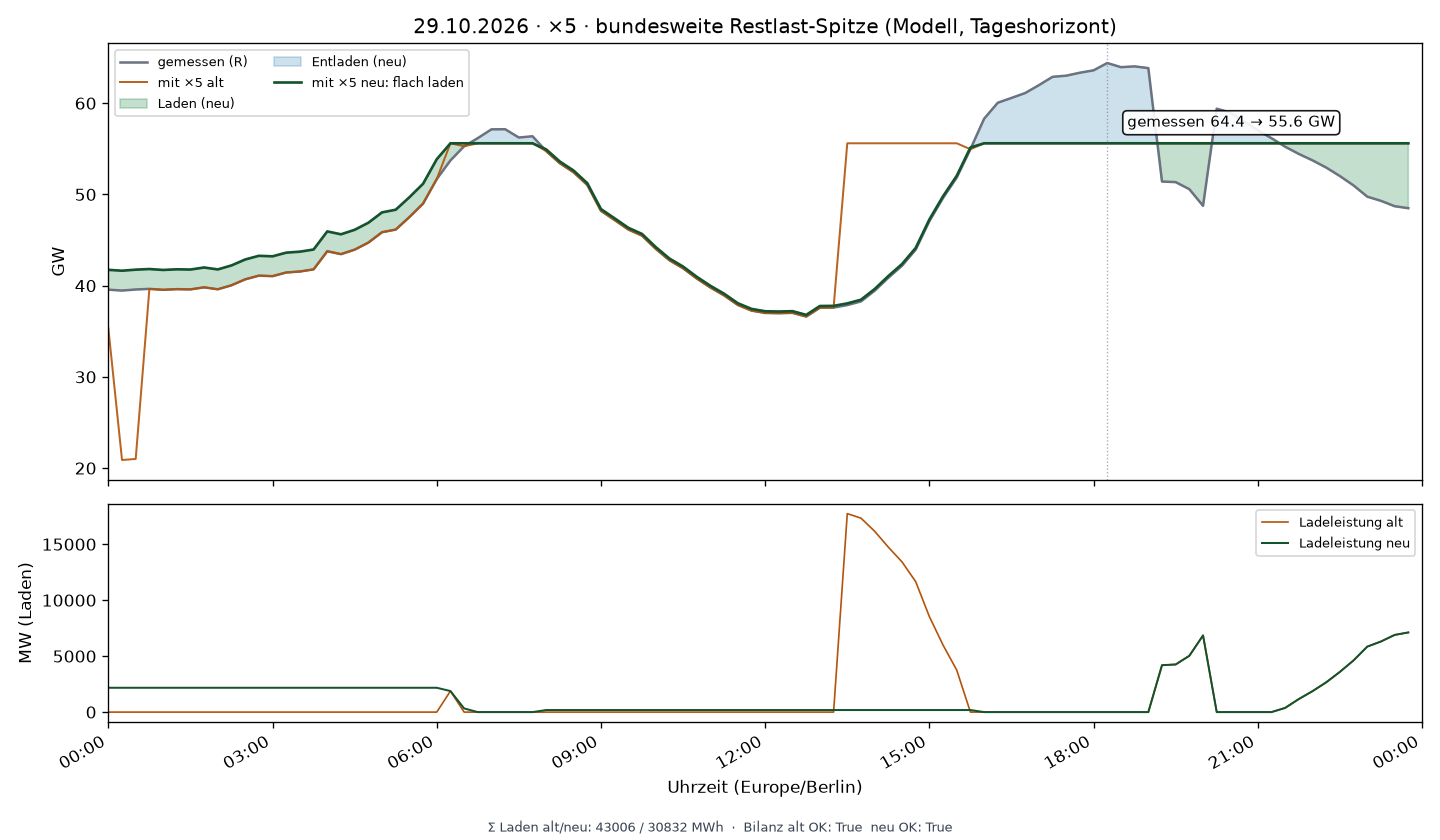 29.10.2026 · ×5 · bundesweite Restlast-Spitze (Modell, Tageshorizont)
gemessen (R)
mit ×5 alt
Laden (neu)
Entladen (neu)
mit ×5 neu: flach laden
gemessen 64.4 → 55.6 GW
GW
60
50
40
30
20
Ladeleistung alt
Ladeleistung neu
MW (Laden)
15000
10000
5000
0
00:00
03:00
06:00
09:00
12:00
15:00
18:00
21:00
00:00
Uhrzeit (Europe/Berlin)
Σ Laden alt/neu: 43006 / 30832 MWh · Bilanz alt OK: True neu OK: True